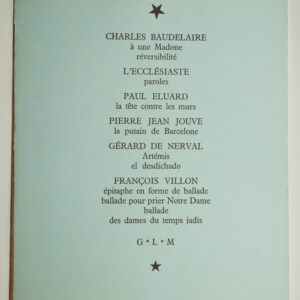 CHARLES BAUDELAIRE
à une Madone
réversibilité
L'ECCLÉSIASTE
paroles
PAUL ELUARD
la tête contre les murs
PIERRE JEAN JOUVE
la putain de Barcelone
GÉRARD DE NERVAL
Artémis
el desdichado
FRANÇOIS VILLON
épitaphe en forme de ballade
ballade pour prier Notre Dame
ballade
des dames du temps jadis
G • L • M